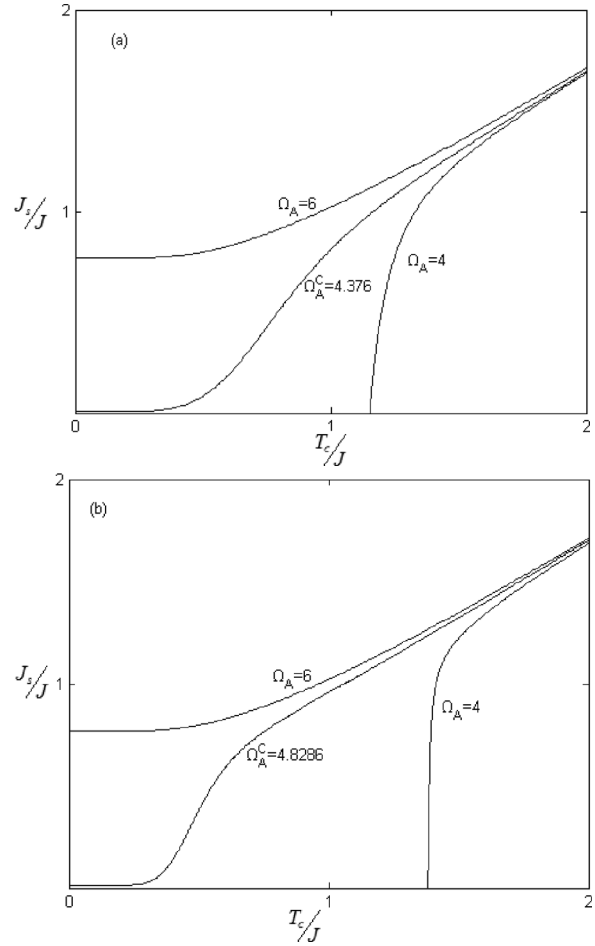 2
(a)
Ω_A=6
J_s/J
1
Ω_A=4
Ω_A^C=4.376
0
1
2
T_c/J
2
(b)
Ω_A=6
J_s/J
1
Ω_A=4
Ω_A^C=4.8286
0
1
2
T_c/J